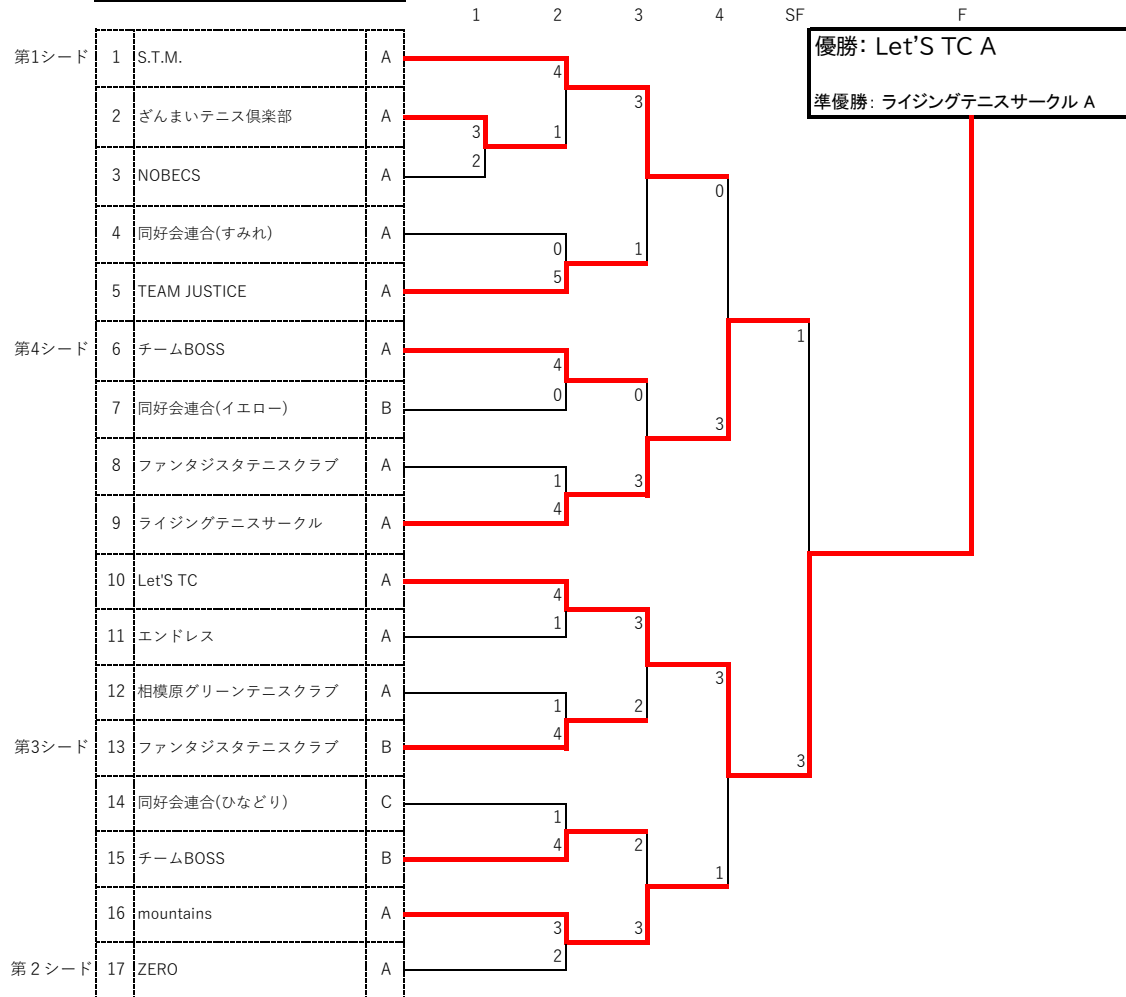 1 2 3 4 SF F
優勝: Let'S TC A
準優勝: ライジングテニスサークル A
第1シード 1 S.T.M. A
4
3
2 ざんまいテニス倶楽部 A
3 1
2
3 NOBECS A
0
4 同好会連合(すみれ) A
0 1
5
5 TEAM JUSTICE A
1
第4シード 6 チームBOSS A
4
0 0
7 同好会連合(イエロー) B
3
8 ファンタジスタテニスクラブ A
1 3
4
9 ライジングテニスサークル A
10 Let'S TC A
4
1 3
11 エンドレス A
3
12 相模原グリーンテニスクラブ A
1 2
4
第3シード 13 ファンタジスタテニスクラブ B
3
14 同好会連合(ひなどり) C
1
4 2
15 チームBOSS B
1
16 mountains A
3 3
2
第２シード 17 ZERO A